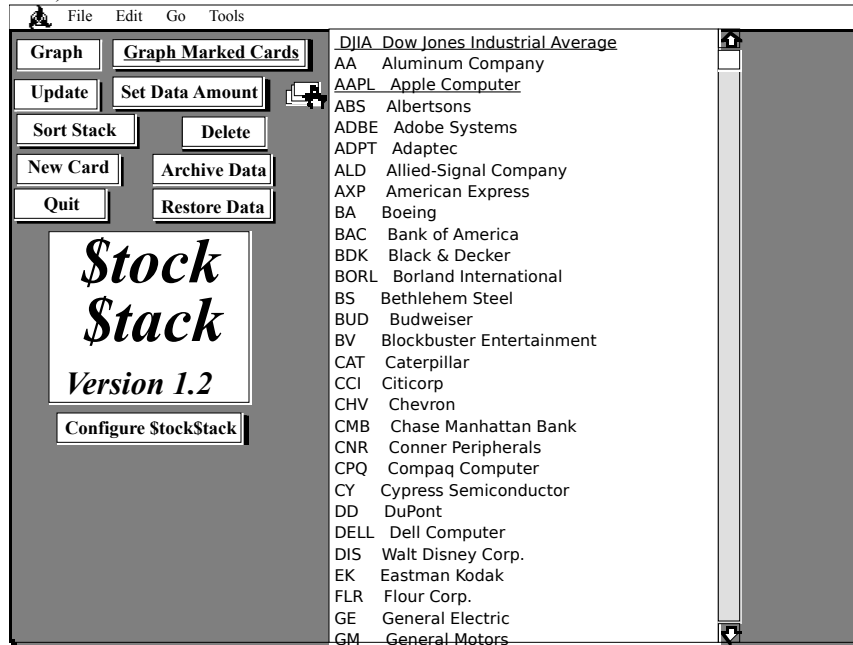 File Edit Go Tools
Graph
Graph Marked Cards
Update
Set Data Amount
Sort Stack
Delete
New Card
Archive Data
Quit
Restore Data
$tock
$tack
Version 1.2
Configure $tock$tack
DJIA Dow Jones Industrial Average
AA Aluminum Company
AAPL Apple Computer
ABS Albertsons
ADBE Adobe Systems
ADPT Adaptec
ALD Allied-Signal Company
AXP American Express
BA Boeing
BAC Bank of America
BDK Black & Decker
BORL Borland International
BS Bethlehem Steel
BUD Budweiser
BV Blockbuster Entertainment
CAT Caterpillar
CCI Citicorp
CHV Chevron
CMB Chase Manhattan Bank
CNR Conner Peripherals
CPQ Compaq Computer
CY Cypress Semiconductor
DD DuPont
DELL Dell Computer
DIS Walt Disney Corp.
EK Eastman Kodak
FLR Flour Corp.
GE General Electric
GM General Motors